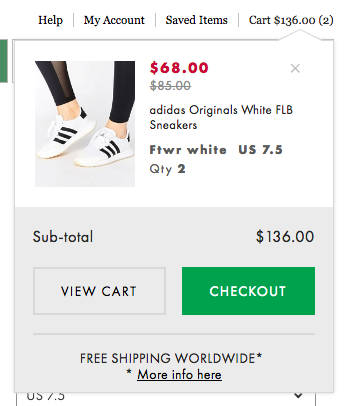 Help My Account Saved Items Cart $136.00 (2)
$68.00
$85.00
adidas Originals White FLB
Sneakers
Ftwr white US 7.5
Qty 2
Sub-total $136.00
VIEW CART CHECKOUT
FREE SHIPPING WORLDWIDE*
* More info here
US 7.5